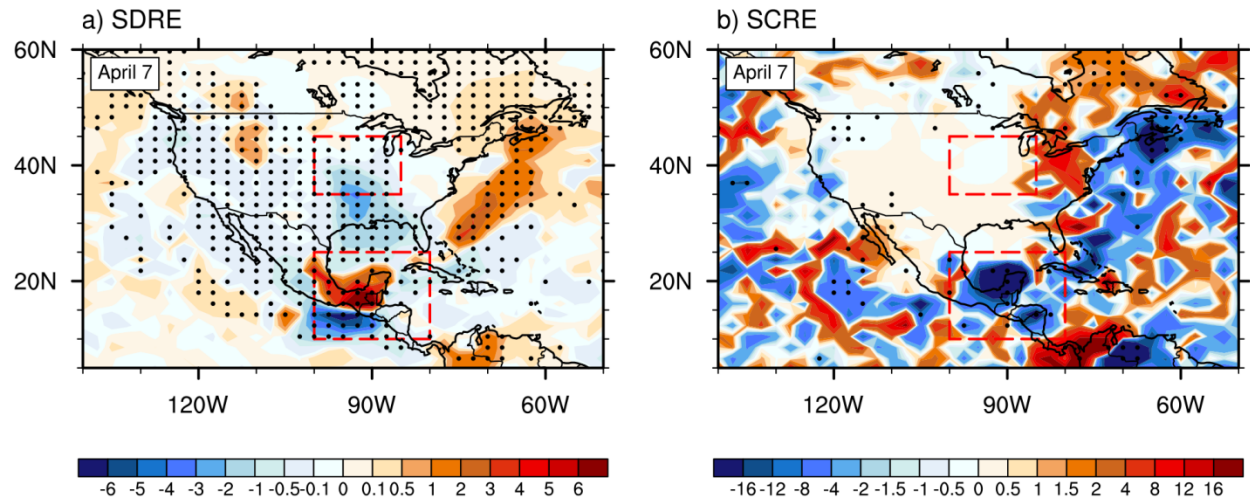 a) SDRE
b) SCRE
60N
40N
20N
April 7
120W
90W
60W
60N
40N
20N
April 7
120W
90W
60W
-6 -5 -4 -3 -2 -1 -0.5 -0.1 0 0.1 0.5 1 2 3 4 5 6
-16 -12 -8 -4 -2 -1.5 -1 -0.5 0 0.5 1 1.5 2 4 8 12 16